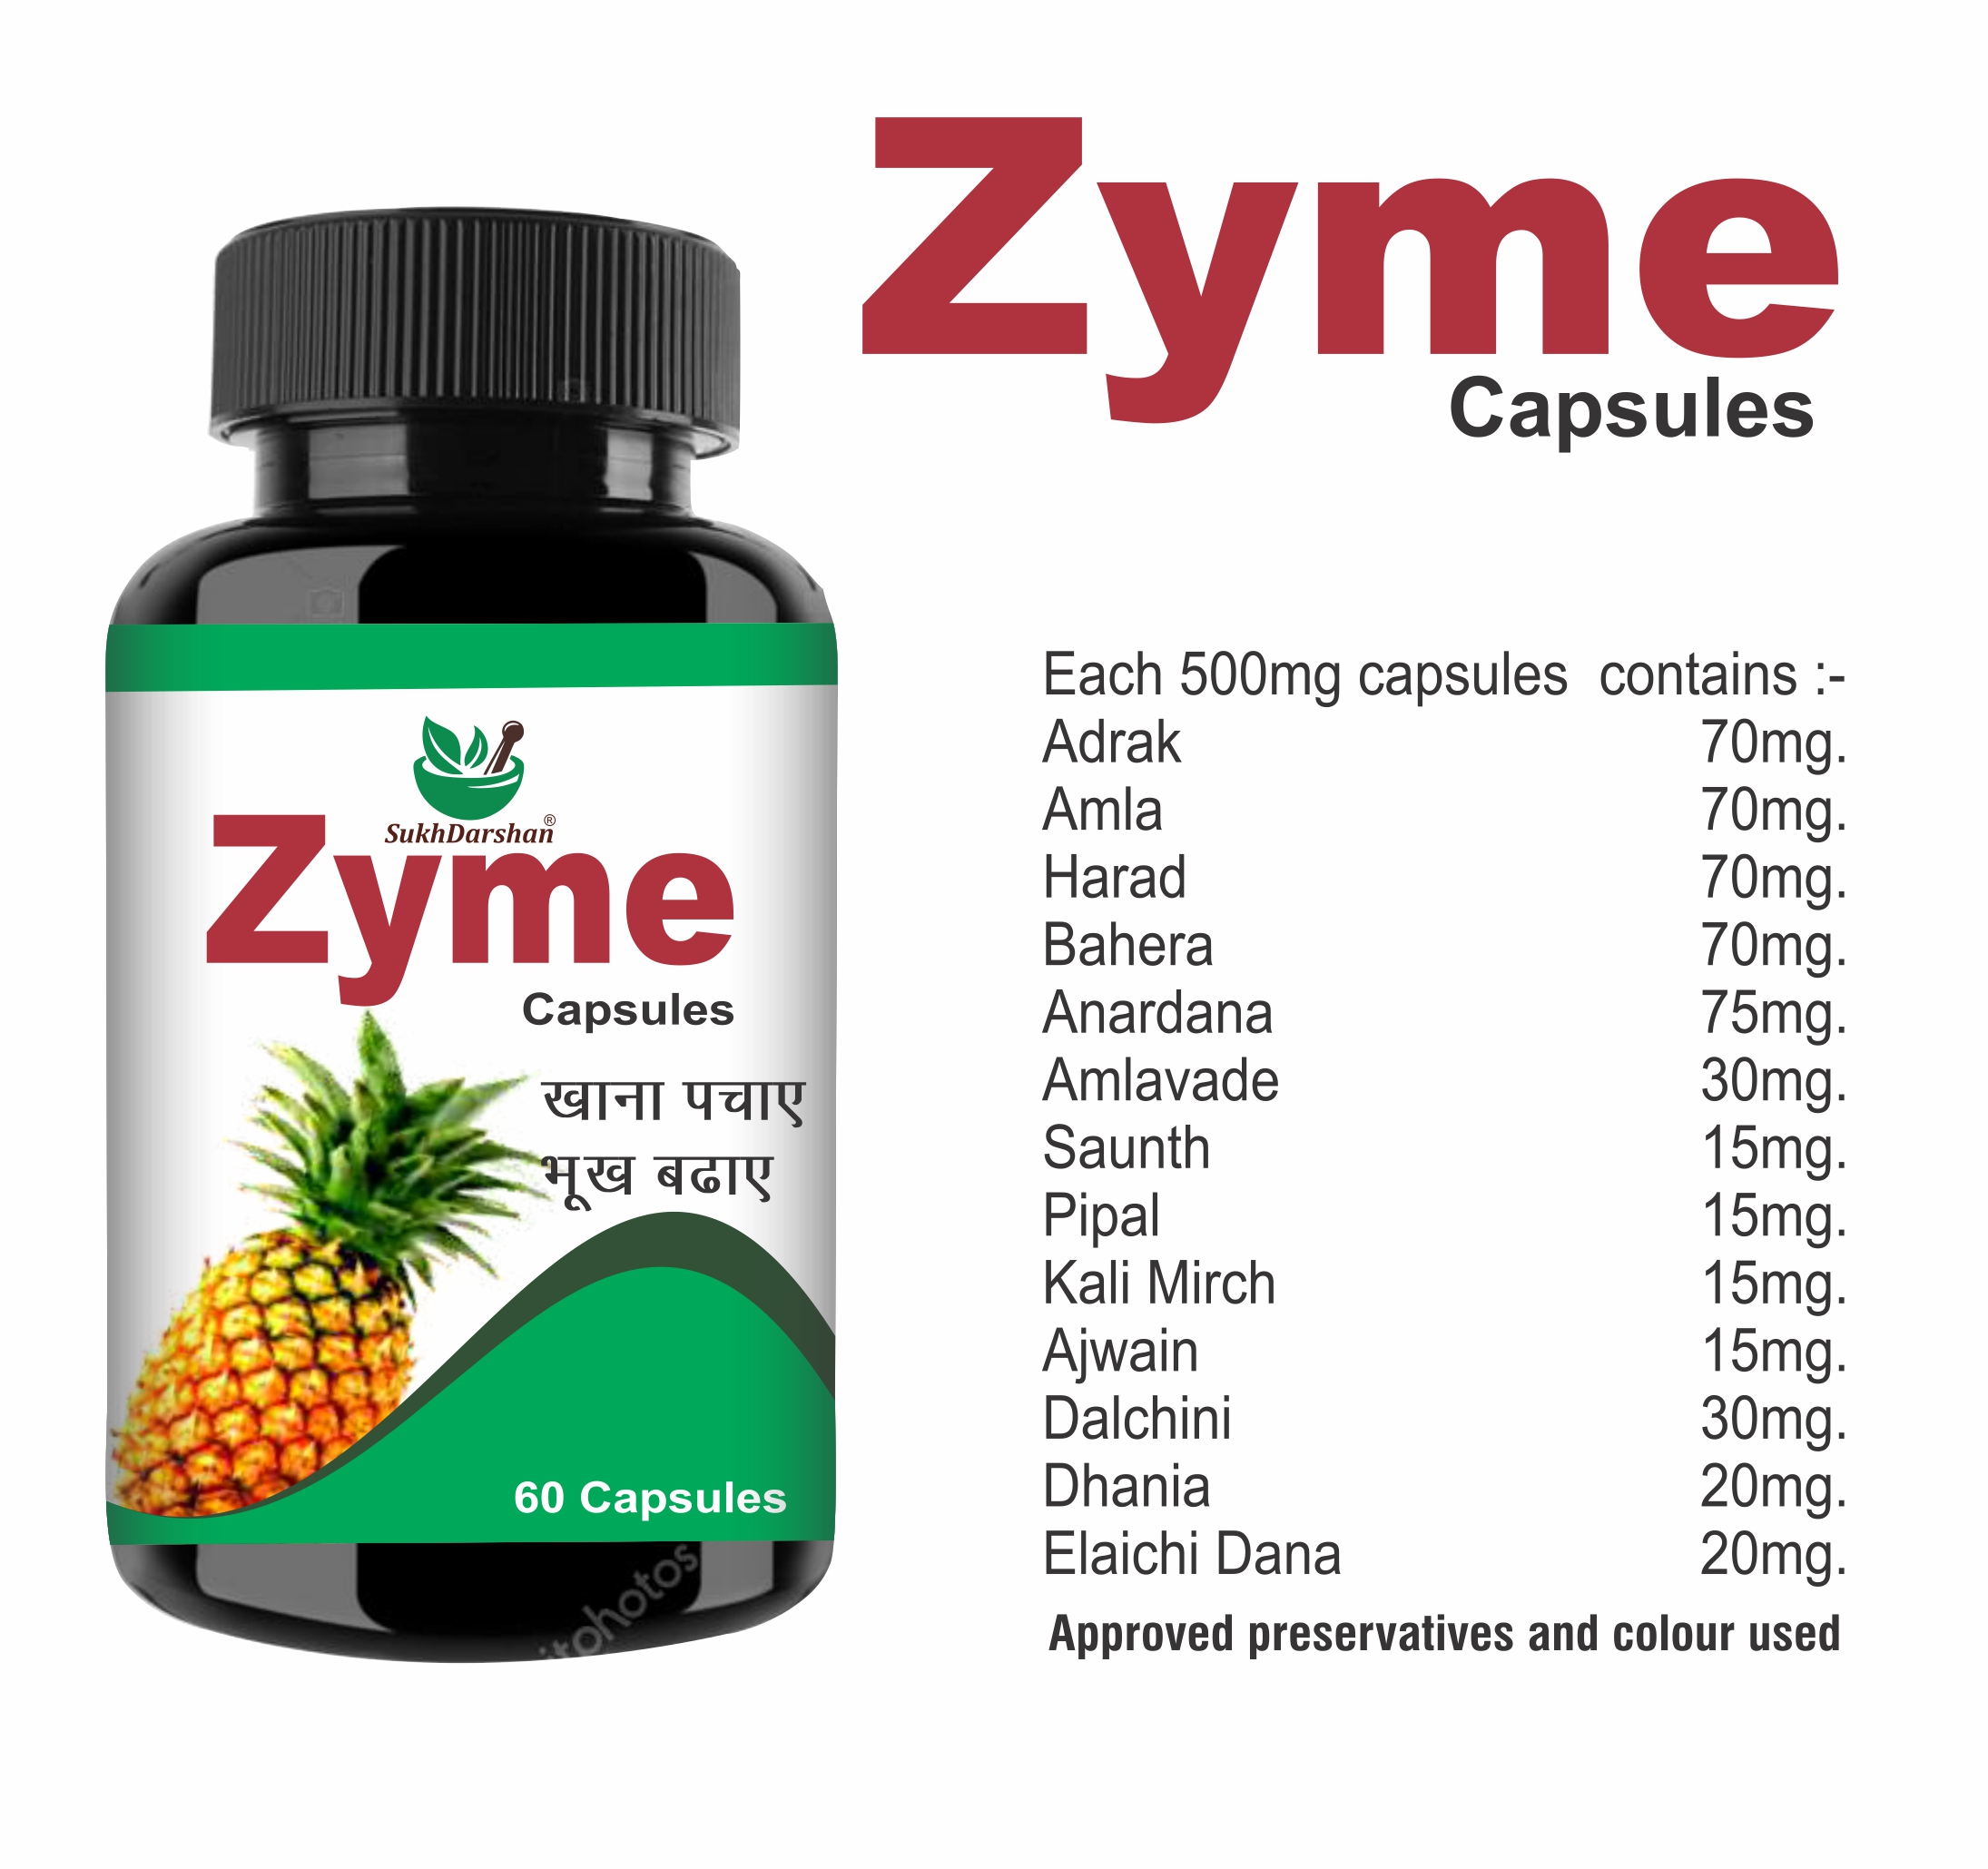 Zyme
Capsules
SukhDarshan®
Zyme
Capsules
खाना पचाए
भूख बढाए
60 Capsules
Each 500mg capsules contains :-
Adrak 70mg.
Amla 70mg.
Harad 70mg.
Bahera 70mg.
Anardana 75mg.
Amlavade 30mg.
Saunth 15mg.
Pipal 15mg.
Kali Mirch 15mg.
Ajwain 15mg.
Dalchini 30mg.
Dhania 20mg.
Elaichi Dana 20mg.
Approved preservatives and colour used